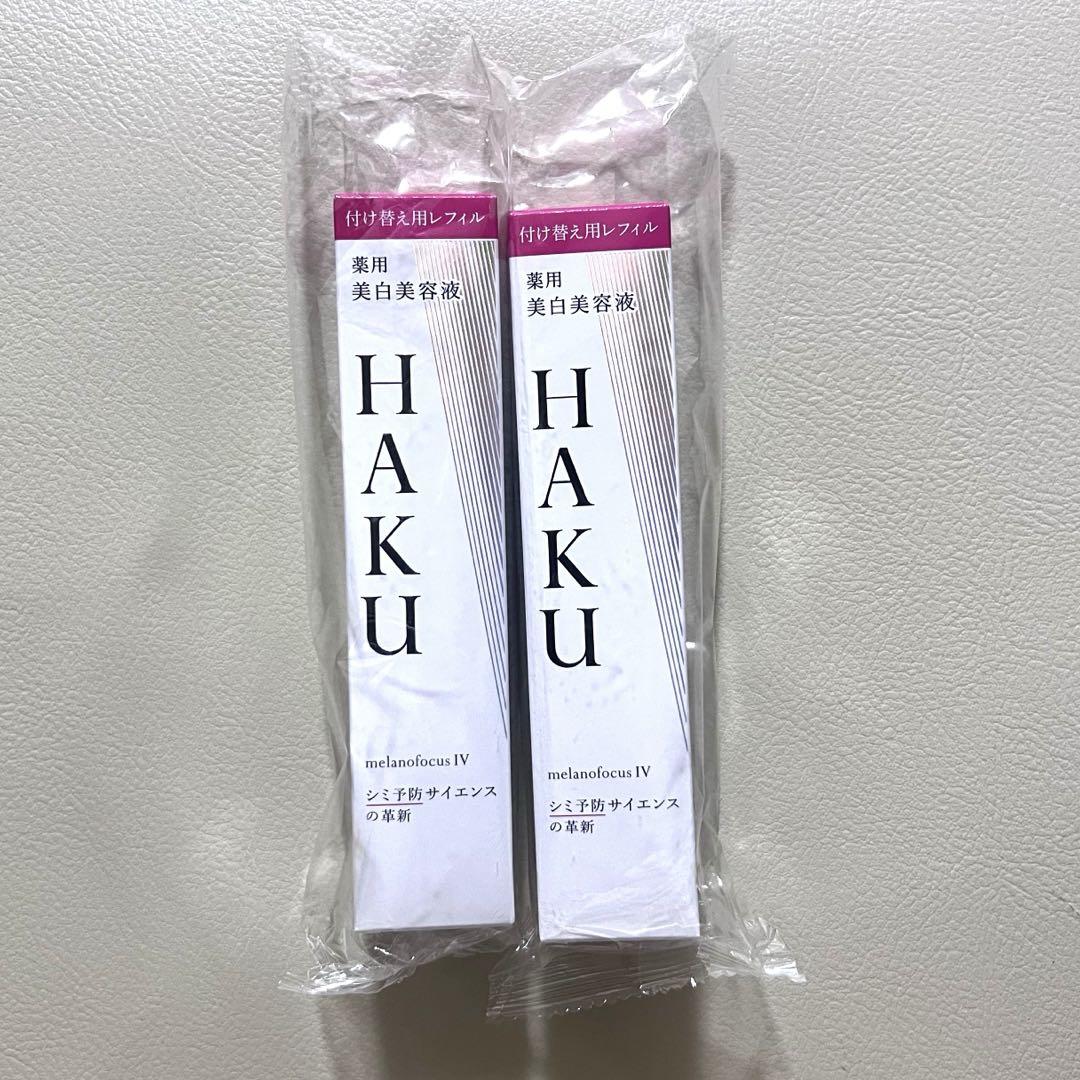 付け替え用レフィル
薬用
美白美容液
HAKU
melanofocus IV
シミ予防サイエンス
の革新
付け替え用レフィル
薬用
美白美容液
HAKU
melanofocus IV
シミ予防サイエンス
の革新